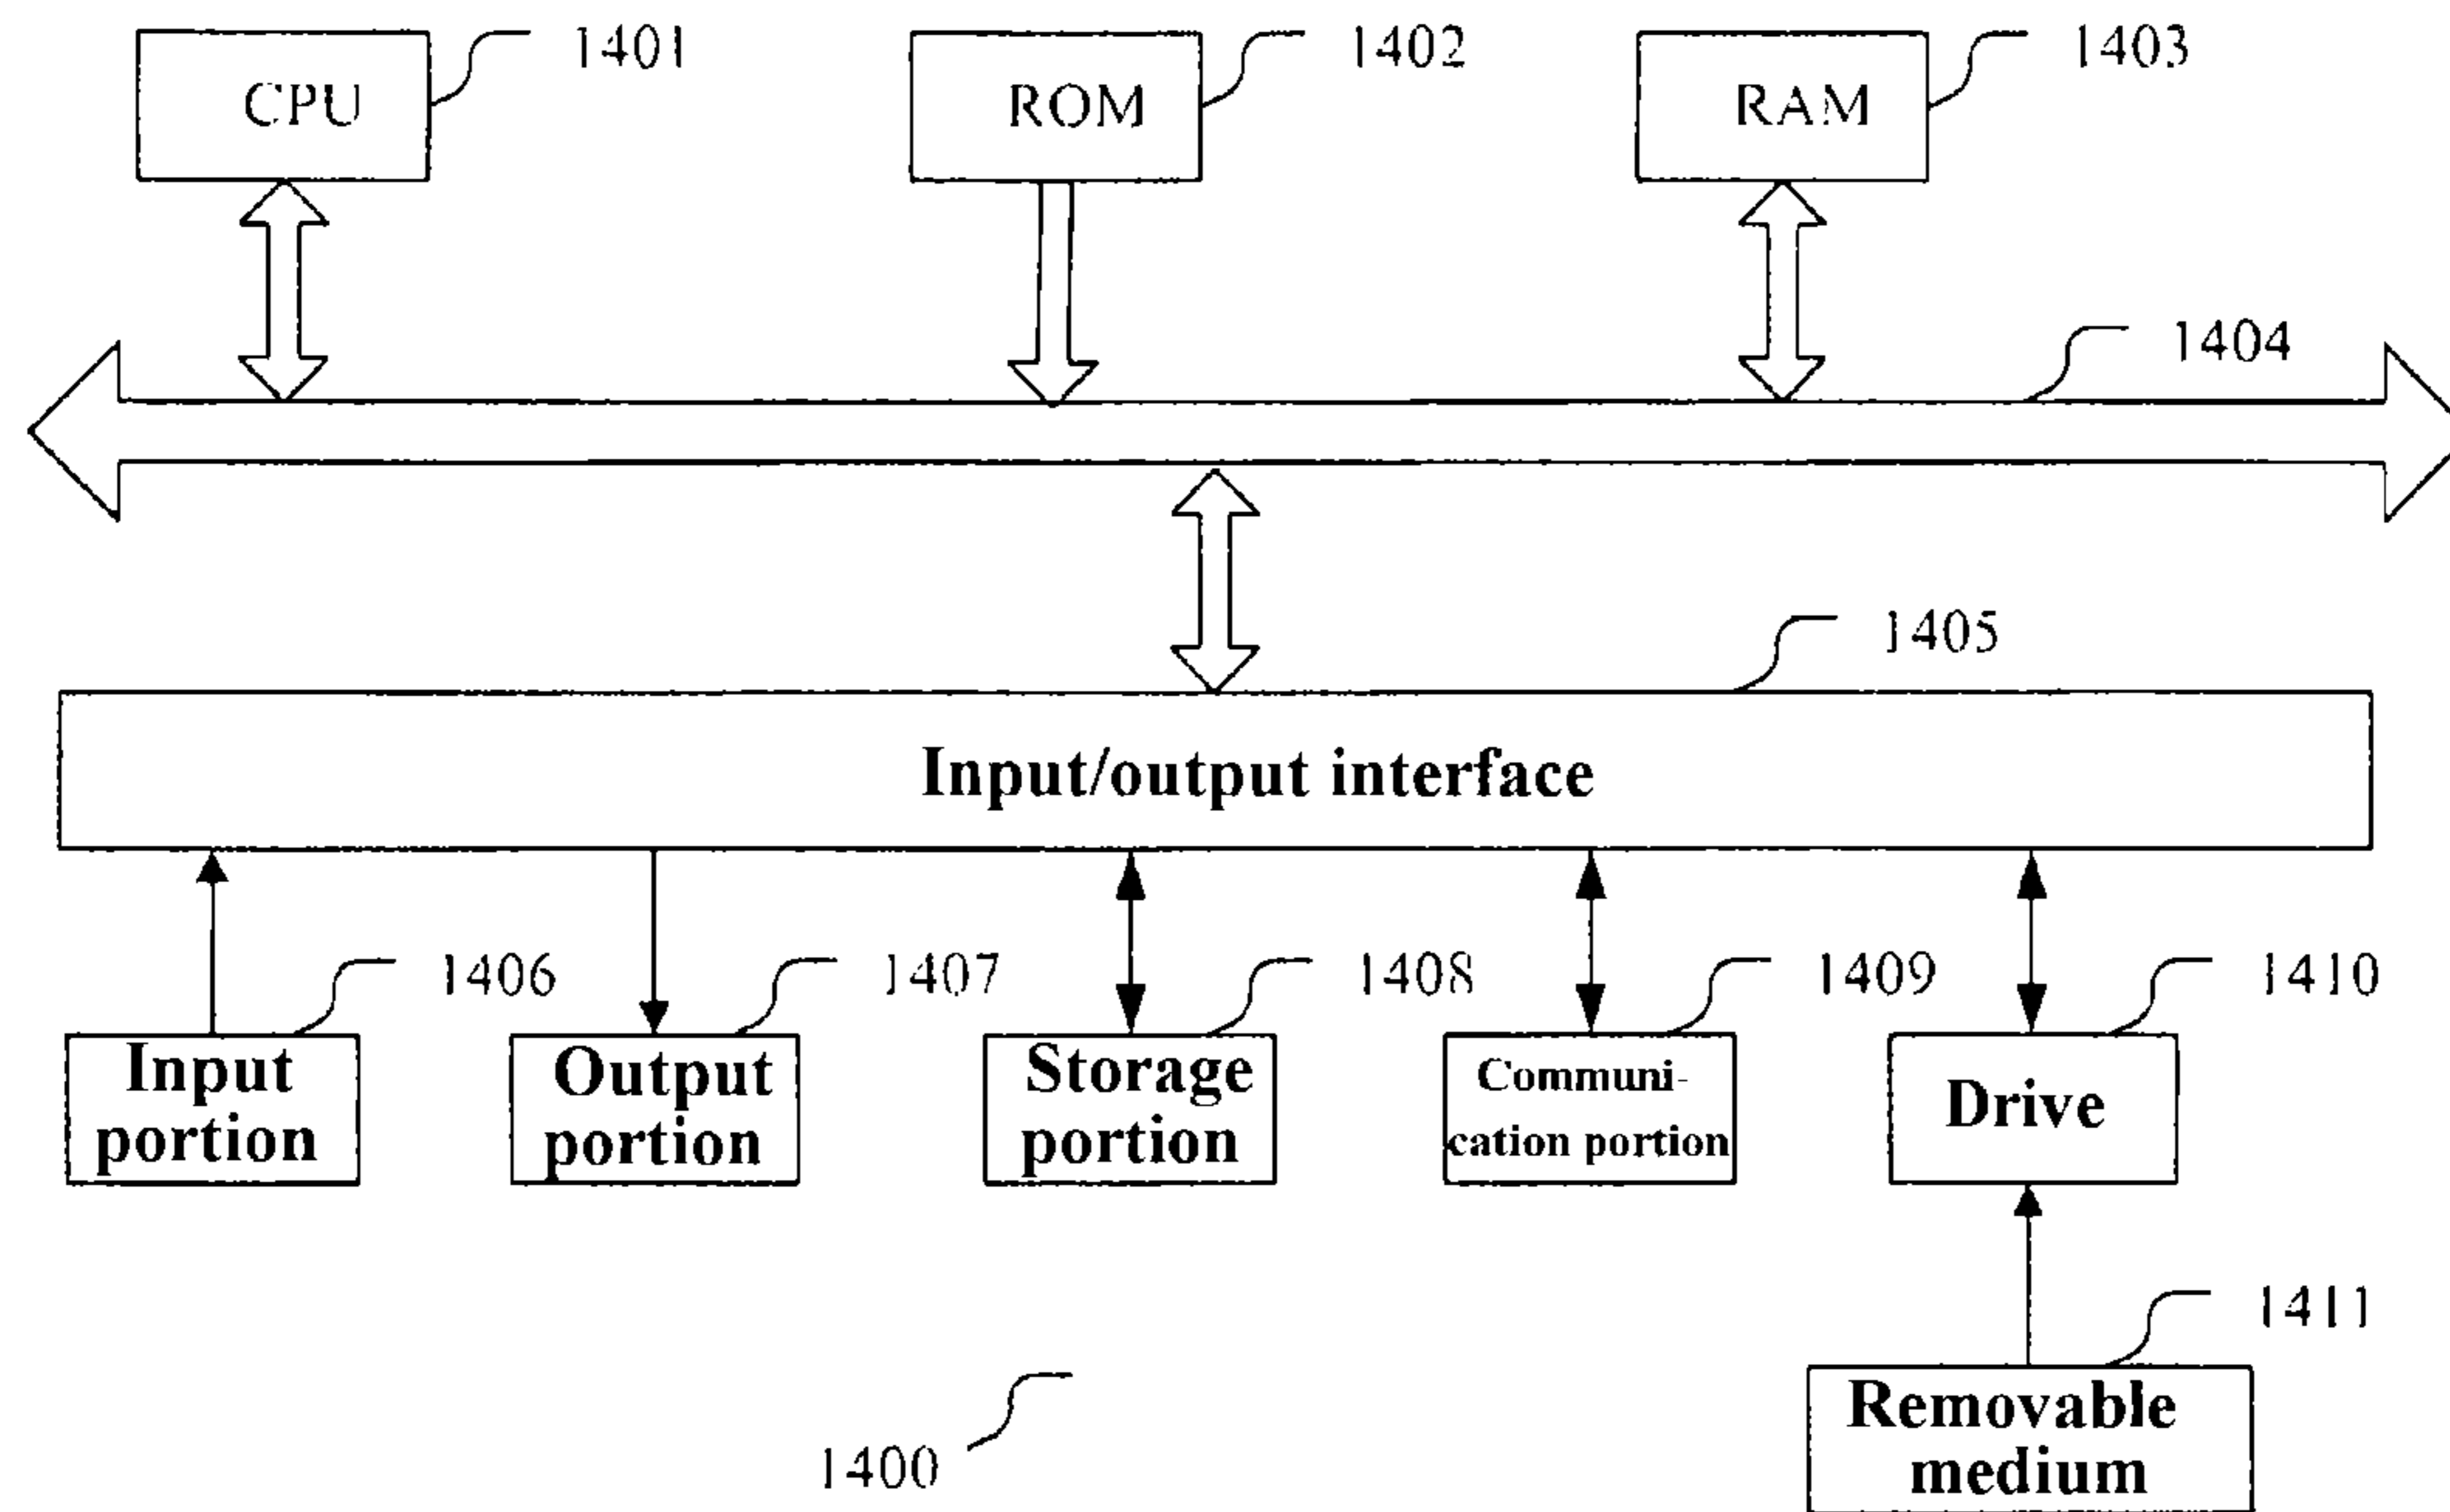 CPU 1401 ROM 1402 RAM 1403
1404
1405
Input/output interface
1406 1407 1408 1409 1410
Input portion
Output portion
Storage portion
Communi-
cation portion
Drive
1411
Removable
medium
1400